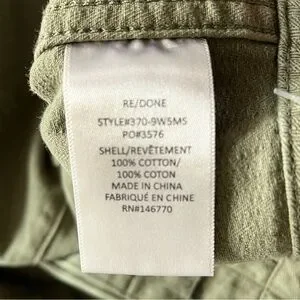 RE/DONE
STYLE#370-9W5MS
PO#3576
SHELL/REVÊTEMENT
100% COTTON/
100% COTON
MADE IN CHINA
FABRIQUÉ EN CHINE
RN#146770